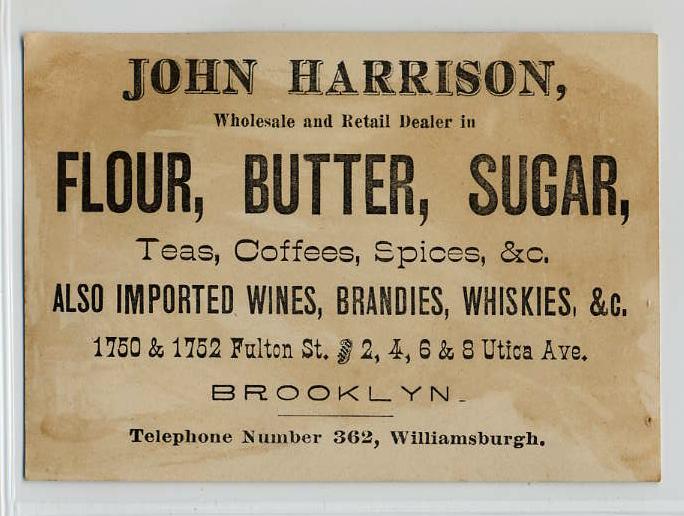 JOHN HARRISON,
Wholesale and Retail Dealer in
FLOUR, BUTTER, SUGAR,
Teas, Coffees, Spices, &c.
ALSO IMPORTED WINES, BRANDIES, WHISKIES, &c.
1750 & 1752 Fulton St. & 2, 4, 6 & 8 Utica Ave.
BROOKLYN.
Telephone Number 362, Williamsburgh.